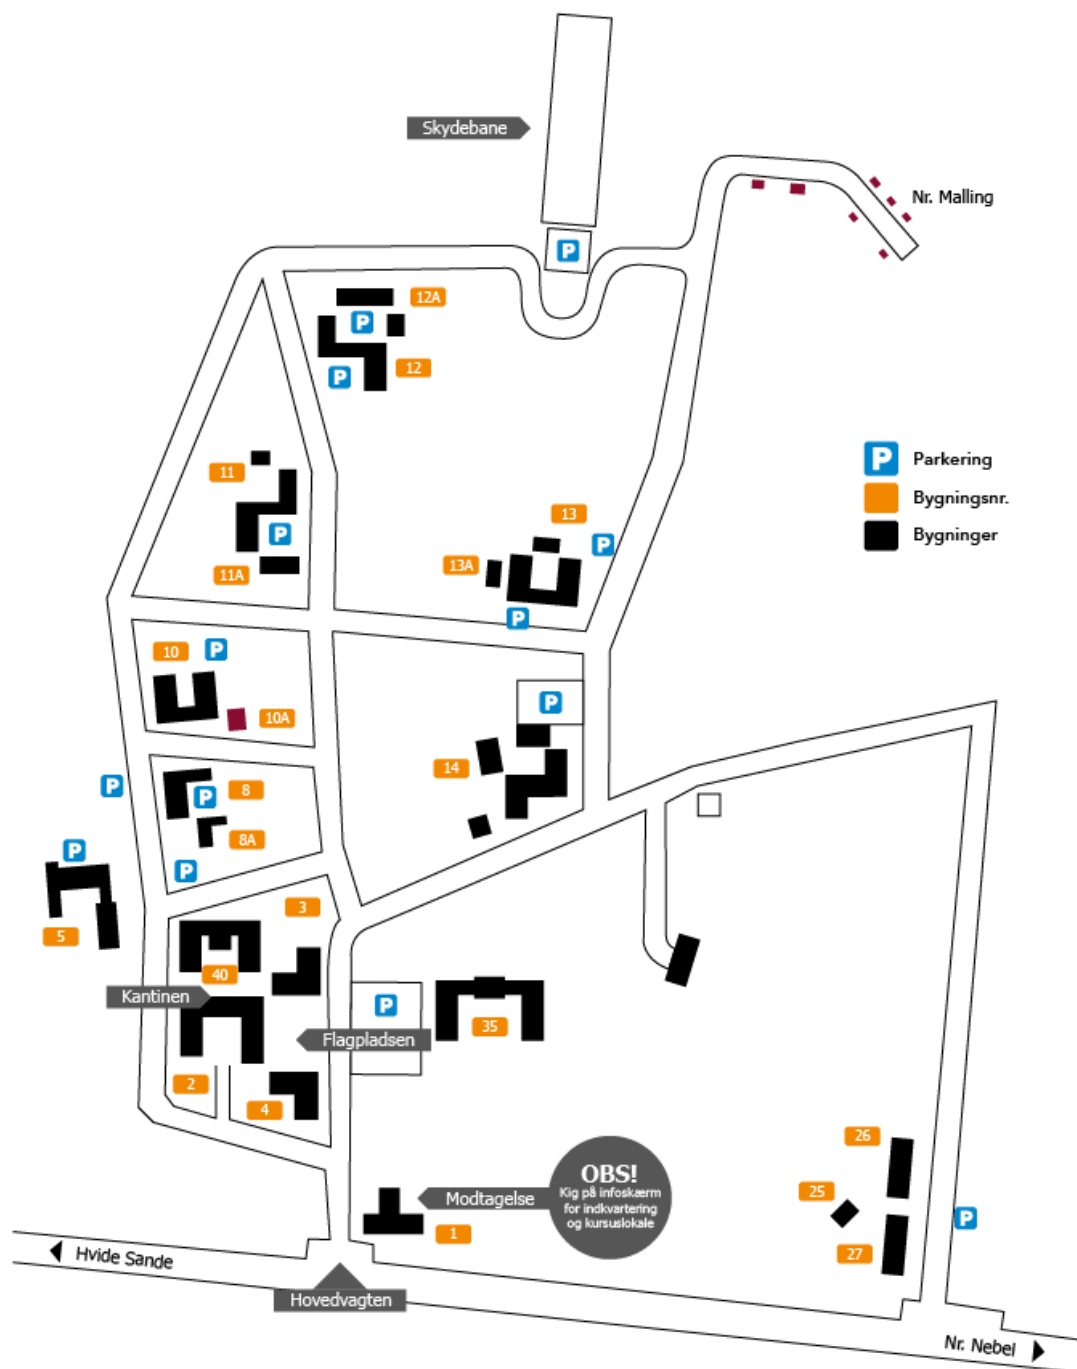 Skydebane
P
Nr. Malling
12A
P
12
P
11
P
11A
13
P
13A
P
P
Parkering
Bygningsnr.
Bygninger
10
P
10A
P
14
P
8
P
8A
P
P
5
3
40
Kantinen
P
35
Flagpladsen
2
4
OBS!
Kig på infoskærm
for indkvartering
og kursuslokale
Modtagelse
1
26
25
27
P
Hvide Sande
Hovedvagten
Nr. Nebel